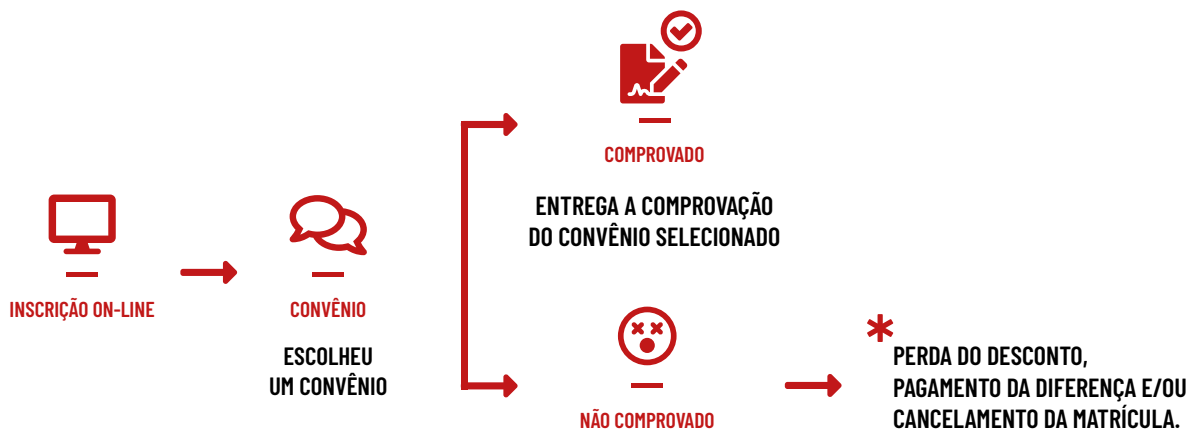 INSCRIÇÃO ON-LINE
CONVÊNIO
ESCOLHEU
UM CONVÊNIO
COMPROVADO
ENTREGA A COMPROVAÇÃO
DO CONVÊNIO SELECIONADO
NÃO COMPROVADO
* PERDA DO DESCONTO,
PAGAMENTO DA DIFERENÇA E/OU
CANCELAMENTO DA MATRÍCULA.